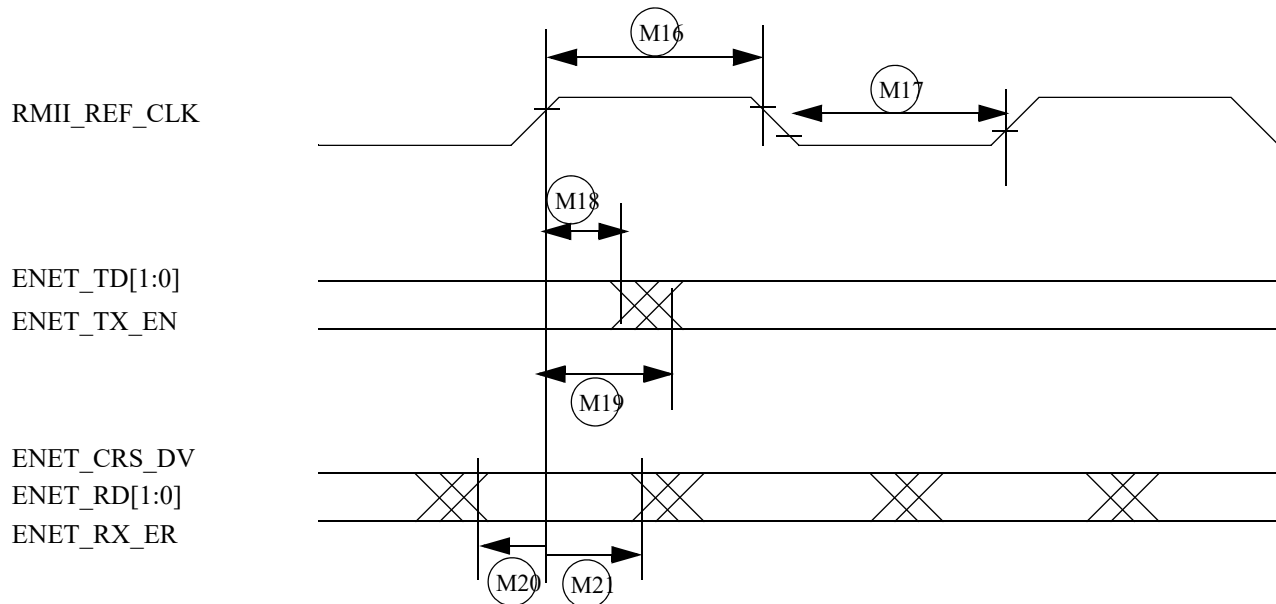 M16
M17
RMII_REF_CLK
M18
ENET_TD[1:0]
ENET_TX_EN
M19
ENET_CRS_DV
ENET_RD[1:0]
ENET_RX_ER
M20
M21